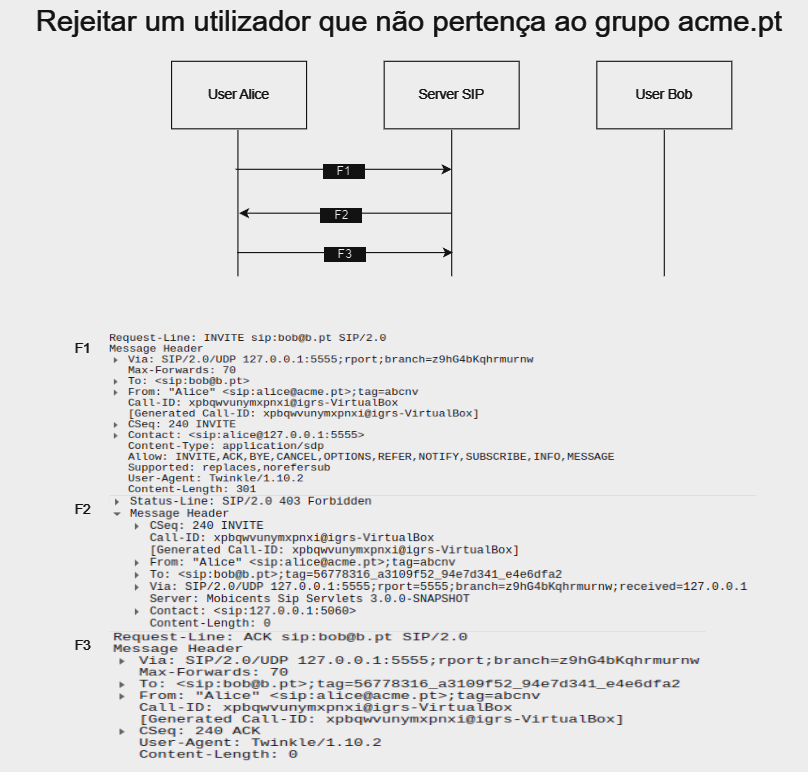 Rejeitar um utilizador que não pertença ao grupo acme.pt
User Alice
Server SIP
User Bob
F1
F2
F3
F1
Request-Line: INVITE sip:bob@b.pt SIP/2.0
Message Header
Via: SIP/2.0/UDP 127.0.0.1:5555;rport;branch=z9hG4bKqhrmurnw
Max-Forwards: 70
To: <sip:bob@b.pt>
From: "Alice" <sip:alice@acme.pt>;tag=abcnv
Call-ID: xpbqwvunymxpnxi@igrs-VirtualBox
[Generated Call-ID: xpbqwvunymxpnxi@igrs-VirtualBox]
CSeq: 240 INVITE
Contact: <sip:alice@127.0.0.1:5555>
Content-Type: application/sdp
Allow: INVITE,ACK,BYE,CANCEL,OPTIONS,REFER,NOTIFY,SUBSCRIBE,INFO,MESSAGE
Supported: replaces,norefersub
User-Agent: Twinkle/1.10.2
Content-Length: 301
F2
Status-Line: SIP/2.0 403 Forbidden
Message Header
CSeq: 240 INVITE
Call-ID: xpbqwvunymxpnxi@igrs-VirtualBox
[Generated Call-ID: xpbqwvunymxpnxi@igrs-VirtualBox]
From: "Alice" <sip:alice@acme.pt>;tag=abcnv
To: <sip:bob@b.pt>;tag=56778316_a3109f52_94e7d341_e4e6dfa2
Via: SIP/2.0/UDP 127.0.0.1:5555;rport=5555;branch=z9hG4bKqhrmurnw;received=127.0.0.1
Server: Mobicents Sip Servlets 3.0.0-SNAPSHOT
Contact: <sip:127.0.0.1:5060>
Content-Length: 0
F3
Request-Line: ACK sip:bob@b.pt SIP/2.0
Message Header
Via: SIP/2.0/UDP 127.0.0.1:5555;rport;branch=z9hG4bKqhrmurnw
Max-Forwards: 70
To: <sip:bob@b.pt>;tag=56778316_a3109f52_94e7d341_e4e6dfa2
From: "Alice" <sip:alice@acme.pt>;tag=abcnv
Call-ID: xpbqwvunymxpnxi@igrs-VirtualBox
[Generated Call-ID: xpbqwvunymxpnxi@igrs-VirtualBox]
CSeq: 240 ACK
User-Agent: Twinkle/1.10.2
Content-Length: 0